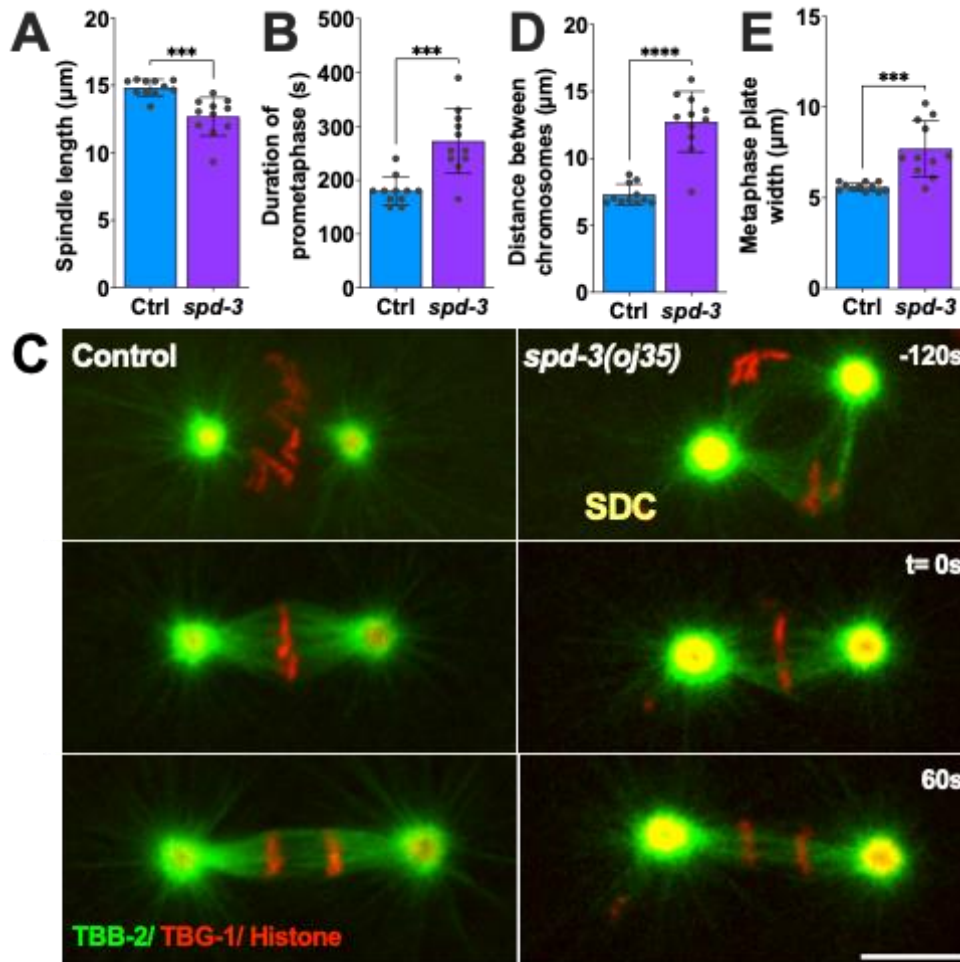 A
Spindle length (µm)
20
15
10
5
0
***
Ctrl spd-3
B
Duration of
prometaphase (s)
500
400
300
200
100
0
***
Ctrl spd-3
D
Distance between
chromosomes (µm)
20
15
10
5
0
****
Ctrl spd-3
E
Metaphase plate
width (µm)
15
10
5
0
***
Ctrl spd-3
C
Control
spd-3(oj35)
-120s
SDC
t= 0s
60s
TBB-2/ TBG-1/ Histone